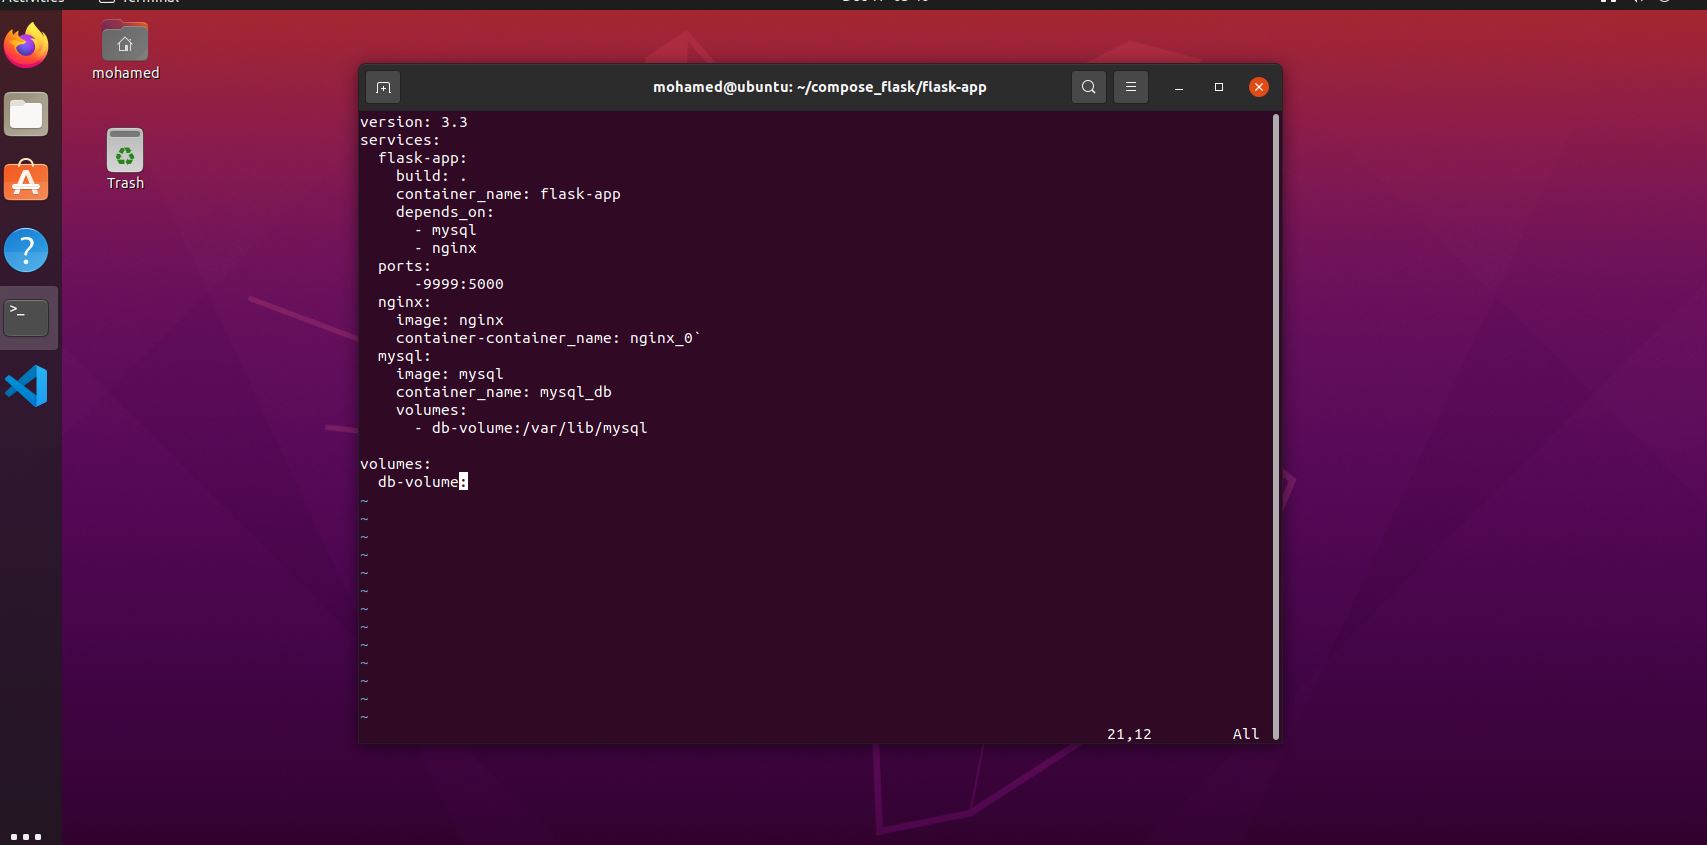 mohamed
Trash
mohamed@ubuntu: ~/compose_flask/flask-app
version: 3.3
services:
  flask-app:
    build: .
    container_name: flask-app
    depends_on:
      - mysql
      - nginx
  ports:
      -9999:5000
  nginx:
    image: nginx
    container-container_name: nginx_0`
  mysql:
    image: mysql
    container_name: mysql_db
    volumes:
      - db-volume:/var/lib/mysql
volumes:
  db-volume:
~
~
~
~
~
~
~
~
~
~
~
~
~
21,12 All